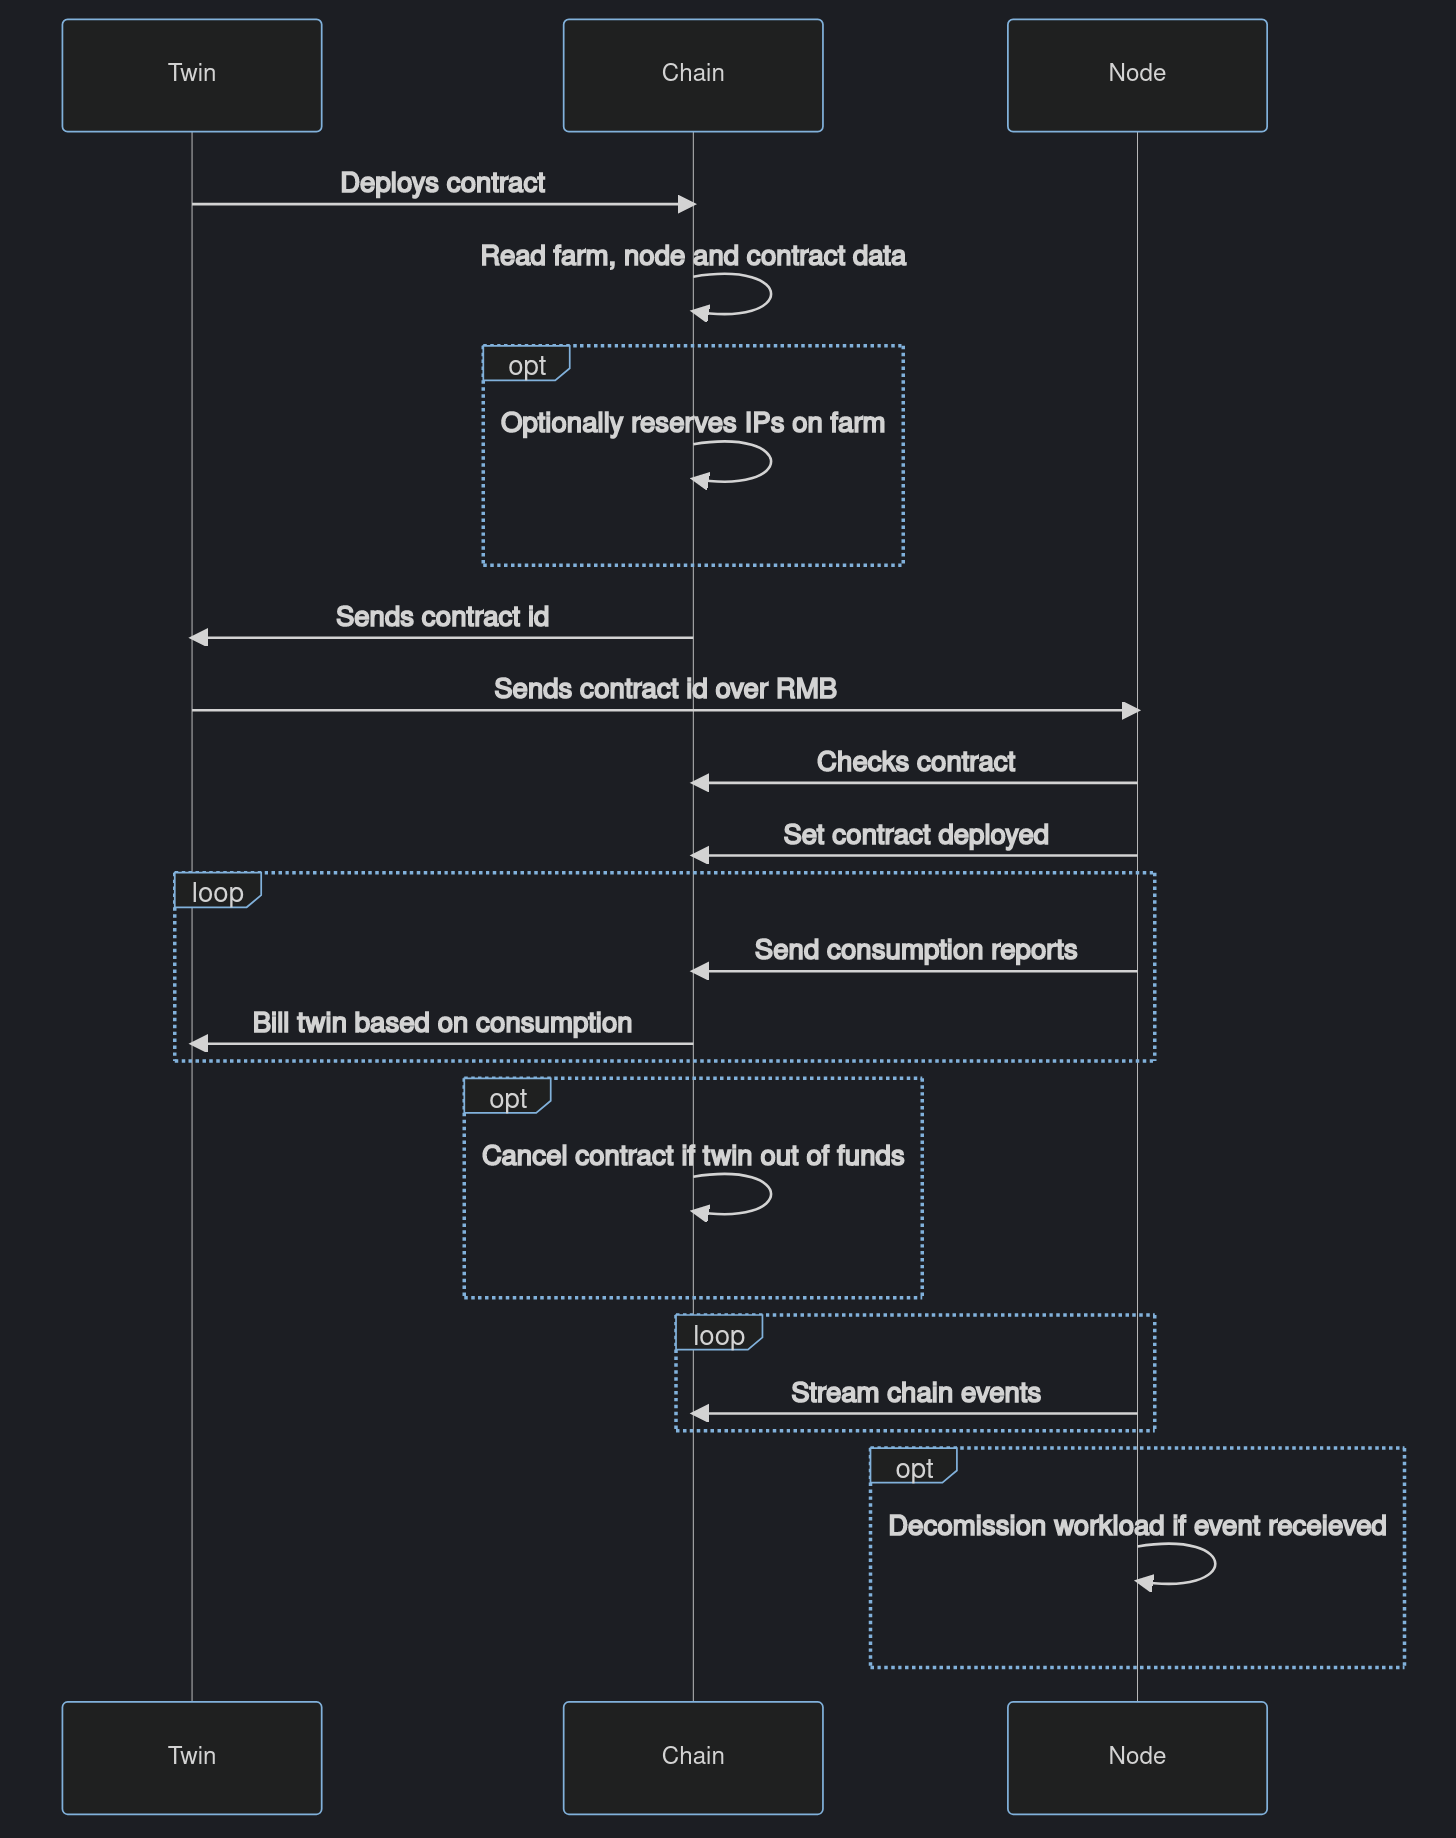 Twin
Chain
Node
Deploys contract
Read farm, node and contract data
opt
Optionally reserves IPs on farm
Sends contract id
Sends contract id over RMB
Checks contract
Set contract deployed
loop
Send consumption reports
Bill twin based on consumption
opt
Cancel contract if twin out of funds
loop
Stream chain events
opt
Decomission workload if event receieved
Twin
Chain
Node